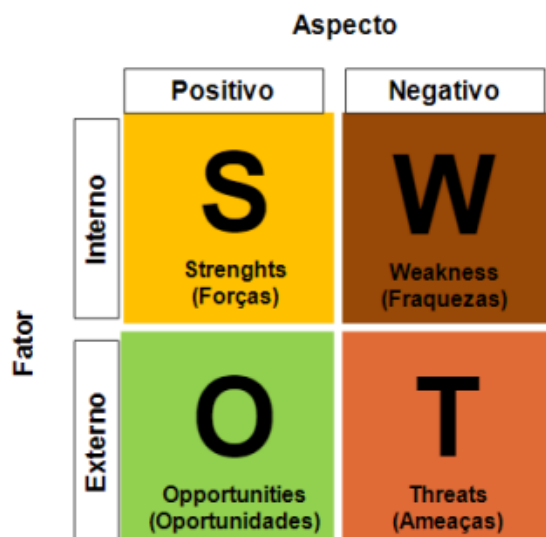 Aspecto
Positivo
Negativo
Fator
Interno
S
Strenghts
(Forças)
W
Weakness
(Fraquezas)
Externo
O
Opportunities
(Oportunidades)
T
Threats
(Ameaças)